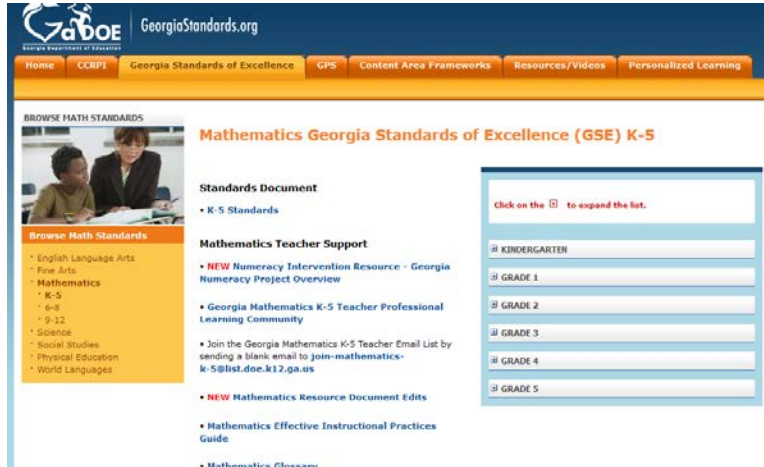 GaDOE
Georgia Department of Education
GeorgiaStandards.org
Home CCRPI Georgia Standards of Excellence GPS Content Area Frameworks Resources/Videos Personalized Learning
BROWSE MATH STANDARDS
Browse Math Standards
English Language Arts
Fine Arts
Mathematics
K-5
6-8
9-12
Science
Social Studies
Physical Education
World Languages
Mathematics Georgia Standards of Excellence (GSE) K-5
Standards Document
• K-5 Standards
Mathematics Teacher Support
• NEW Numeracy Intervention Resource - Georgia
Numeracy Project Overview
• Georgia Mathematics K-5 Teacher Professional
Learning Community
• Join the Georgia Mathematics K-5 Teacher Email List by
sending a blank email to join-mathematics-
k-5@list.doe.k12.ga.us
• NEW Mathematics Resource Document Edits
• Mathematics Effective Instructional Practices
Guide
• Mathematics Glossary
Click on the to expand the list.
KINDERGARTEN
GRADE 1
GRADE 2
GRADE 3
GRADE 4
GRADE 5